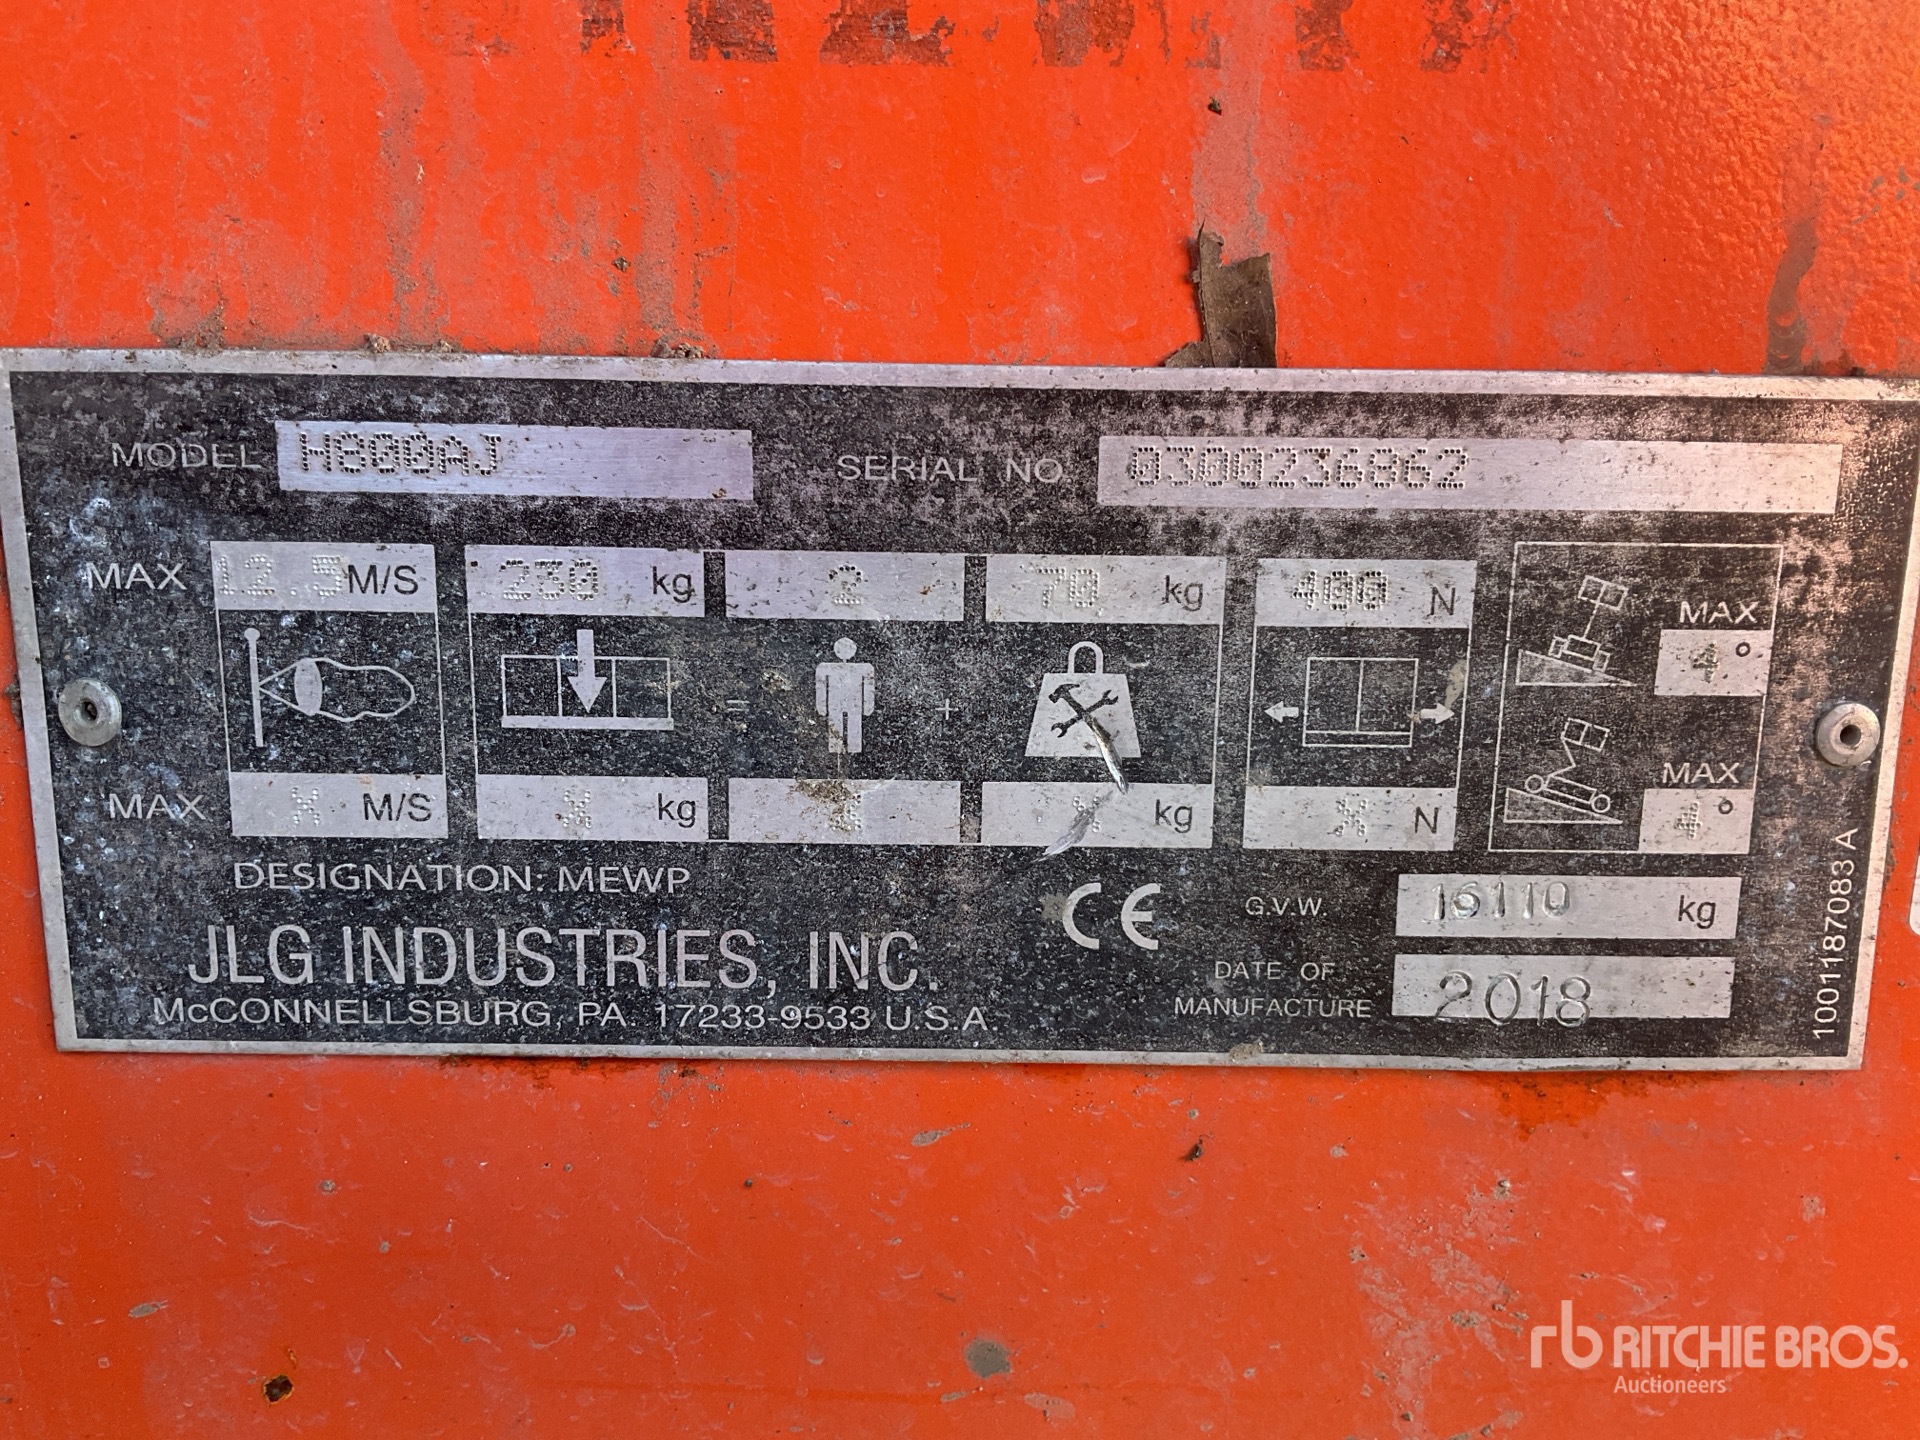 MODEL H800AJ SERIAL NO. 0300236862
MAX 12.5 M/S 230 kg 2 70 kg 400 N
MAX
4°
= +
MAX
4°
MAX X M/S X kg X X kg X N
DESIGNATION: MEWP
CE G.V.W. 16110 kg
JLG INDUSTRIES, INC.
McCONNELLSBURG, PA. 17233-9533 U.S.A.
DATE OF
MANUFACTURE 2018
1001187083 A
rb RITCHIE BROS.
Auctioneers